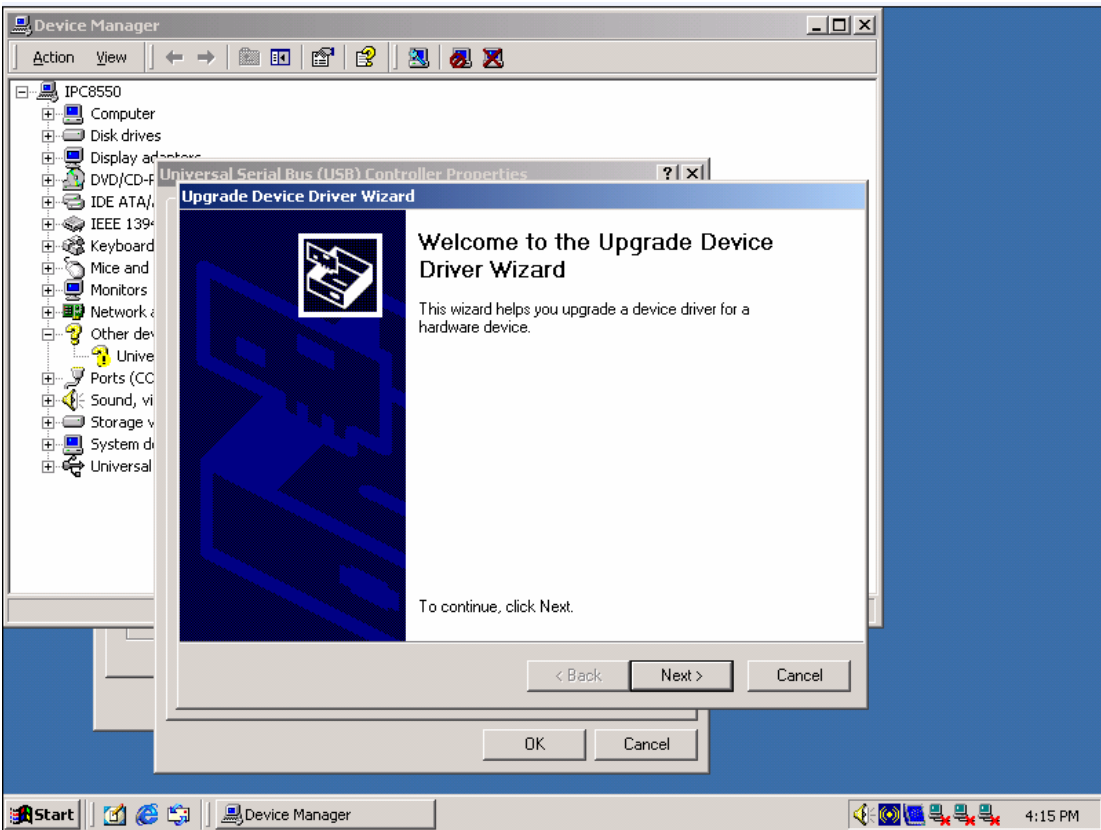 Device Manager
Action View
IPC8550
Computer
Disk drives
Display adapters
DVD/CD-R
IDE ATA/
IEEE 1394
Keyboard
Mice and
Monitors
Network a
Other dev
Unive
Ports (CO
Sound, vi
Storage v
System d
Universal
Universal Serial Bus (USB) Controller Properties
Upgrade Device Driver Wizard
Welcome to the Upgrade Device
Driver Wizard
This wizard helps you upgrade a device driver for a
hardware device.
To continue, click Next.
< Back Next > Cancel
OK Cancel
Start Device Manager 4:15 PM